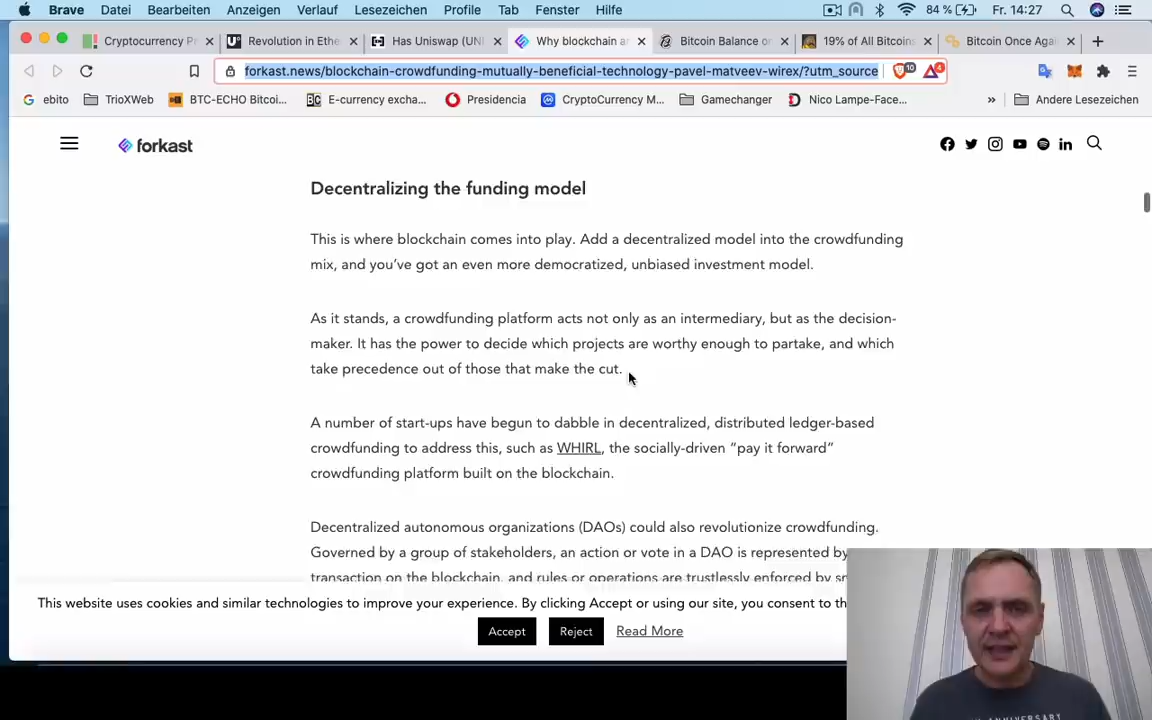 Brave Datei Bearbeiten Anzeigen Verlauf Lesezeichen Profile Tab Fenster Hilfe 84 % Fr. 14:27
Cryptocurrency Pr Revolution in Ethe Has Uniswap (UNI Why blockchain a Bitcoin Balance o 19% of All Bitcoins Bitcoin Once Agai
forkast.news/blockchain-crowdfunding-mutually-beneficial-technology-pavel-matveev-wirex/?utm_source 10 4
ebito TrioXWeb BTC-ECHO Bitcoi... E-currency excha... Presidencia CryptoCurrency M... Gamechanger Nico Lampe-Face... » Andere Lesezeichen
forkast
Decentralizing the funding model
This is where blockchain comes into play. Add a decentralized model into the crowdfunding
mix, and you’ve got an even more democratized, unbiased investment model.
As it stands, a crowdfunding platform acts not only as an intermediary, but as the decision-
maker. It has the power to decide which projects are worthy enough to partake, and which
take precedence out of those that make the cut.
A number of start-ups have begun to dabble in decentralized, distributed ledger-based
crowdfunding to address this, such as WHIRL, the socially-driven “pay it forward”
crowdfunding platform built on the blockchain.
Decentralized autonomous organizations (DAOs) could also revolutionize crowdfunding.
Governed by a group of stakeholders, an action or vote in a DAO is represented by
transaction on the blockchain, and rules or operations are trustlessly enforced by
This website uses cookies and similar technologies to improve your experience. By clicking Accept or using our site, you consent to
Accept Reject Read More
ANNIVERSARY